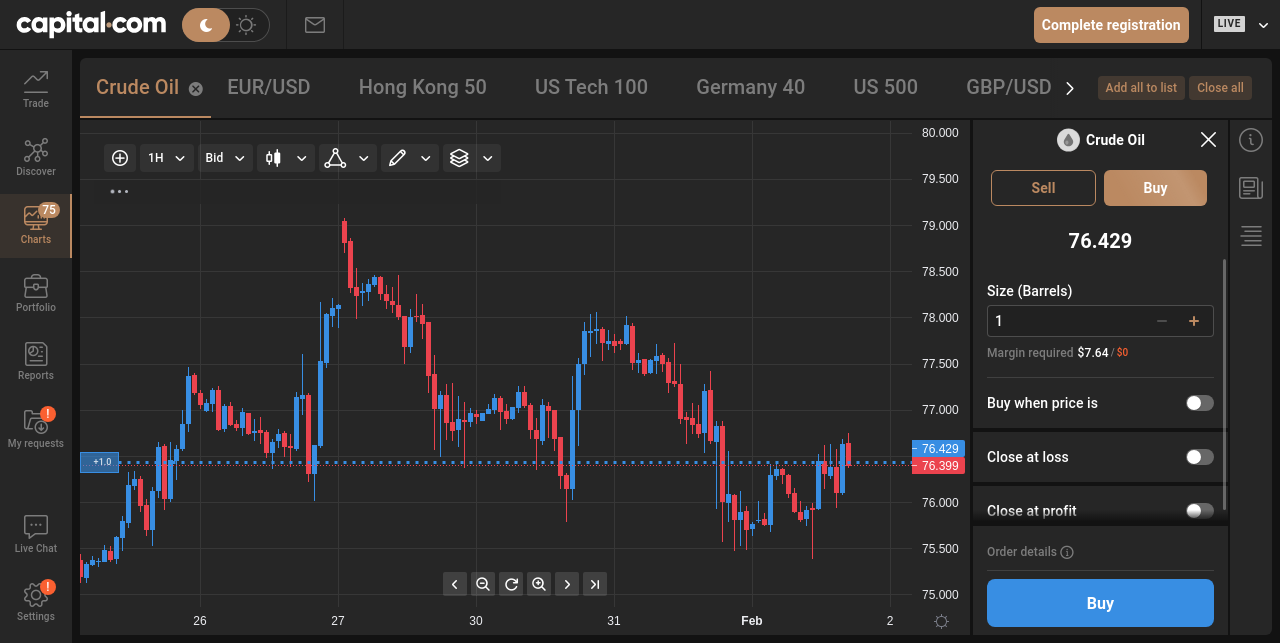 capital.com
Complete registration
LIVE
Trade
Discover
75
Charts
Portfolio
Reports
!
My requests
Live Chat
!
Settings
Crude Oil
EUR/USD
Hong Kong 50
US Tech 100
Germany 40
US 500
GBP/USD
Add all to list
Close all
1H
Bid
80.000
79.500
79.000
78.500
78.000
77.500
77.000
76.429
76.399
76.000
75.500
75.000
+1.0
26
27
30
31
Feb
2
Crude Oil
Sell
Buy
76.429
Size (Barrels)
1
Margin required $7.64 / $0
Buy when price is
Close at loss
Close at profit
Order details
Buy